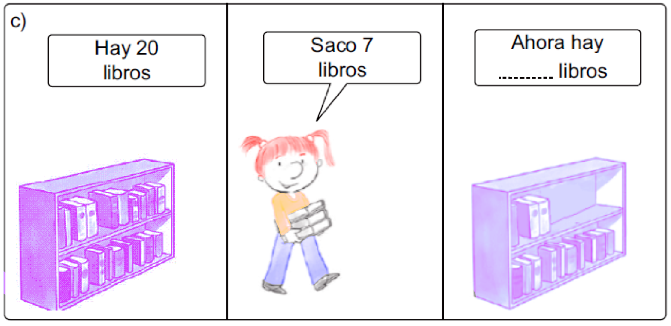 c)
Hay 20
libros
Saco 7
libros
Ahora hay
.......... libros